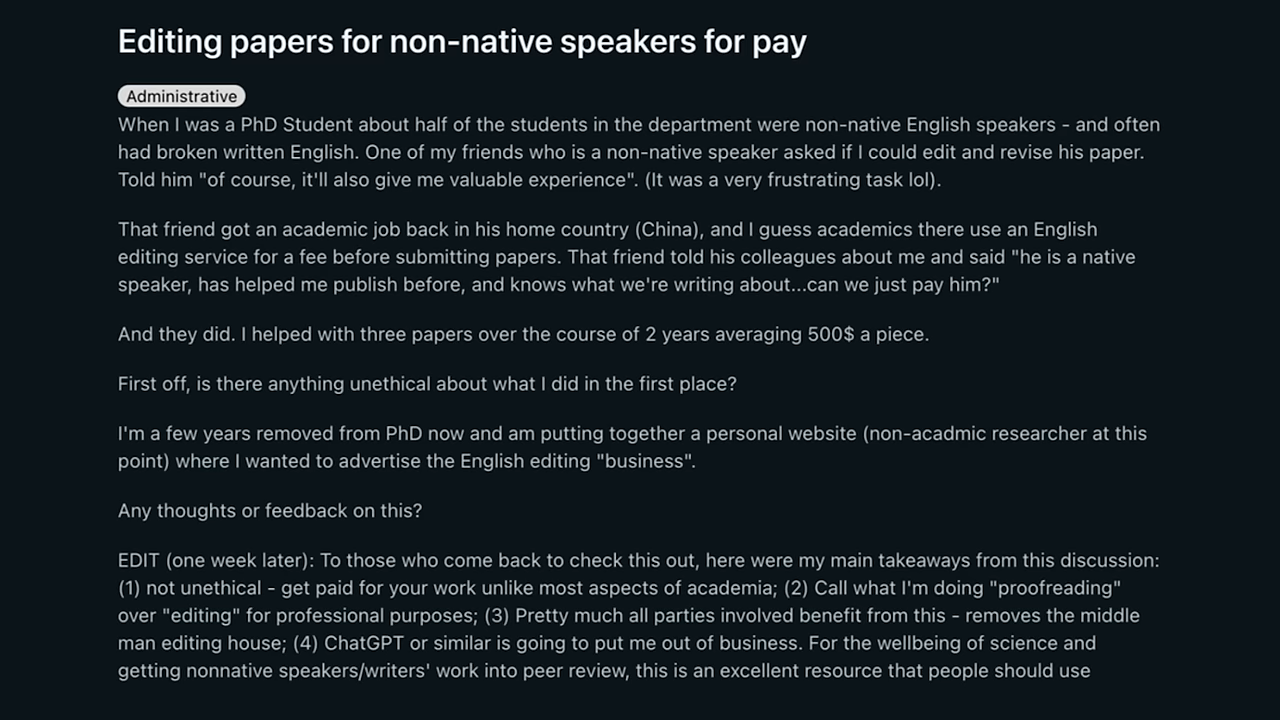 Editing papers for non-native speakers for pay
Administrative
When I was a PhD Student about half of the students in the department were non-native English speakers - and often
had broken written English. One of my friends who is a non-native speaker asked if I could edit and revise his paper.
Told him "of course, it'll also give me valuable experience". (It was a very frustrating task lol).
That friend got an academic job back in his home country (China), and I guess academics there use an English
editing service for a fee before submitting papers. That friend told his colleagues about me and said "he is a native
speaker, has helped me publish before, and knows what we're writing about...can we just pay him?"
And they did. I helped with three papers over the course of 2 years averaging 500$ a piece.
First off, is there anything unethical about what I did in the first place?
I'm a few years removed from PhD now and am putting together a personal website (non-acadmic researcher at this
point) where I wanted to advertise the English editing "business".
Any thoughts or feedback on this?
EDIT (one week later): To those who come back to check this out, here were my main takeaways from this discussion:
(1) not unethical - get paid for your work unlike most aspects of academia; (2) Call what I'm doing "proofreading"
over "editing" for professional purposes; (3) Pretty much all parties involved benefit from this - removes the middle
man editing house; (4) ChatGPT or similar is going to put me out of business. For the wellbeing of science and
getting nonnative speakers/writers' work into peer review, this is an excellent resource that people should use